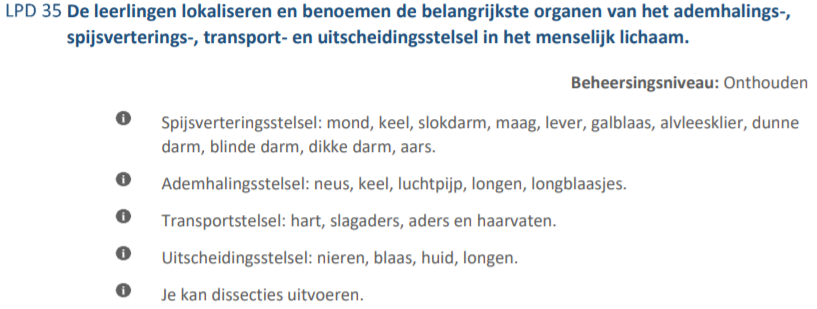 LPD 35 De leerlingen lokaliseren en benoemen de belangrijkste organen van het ademhalings-,
spijsverterings-, transport- en uitscheidingsstelsel in het menselijk lichaam.
Beheersingsniveau: Onthouden
Spijsverteringsstelsel: mond, keel, slokdarm, maag, lever, galblaas, alvleesklier, dunne
darm, blinde darm, dikke darm, aars.
Ademhalingsstelsel: neus, keel, luchtpijp, longen, longblaasjes.
Transportstelsel: hart, slagaders, aders en haarvaten.
Uitscheidingsstelsel: nieren, blaas, huid, longen.
Je kan dissecties uitvoeren.